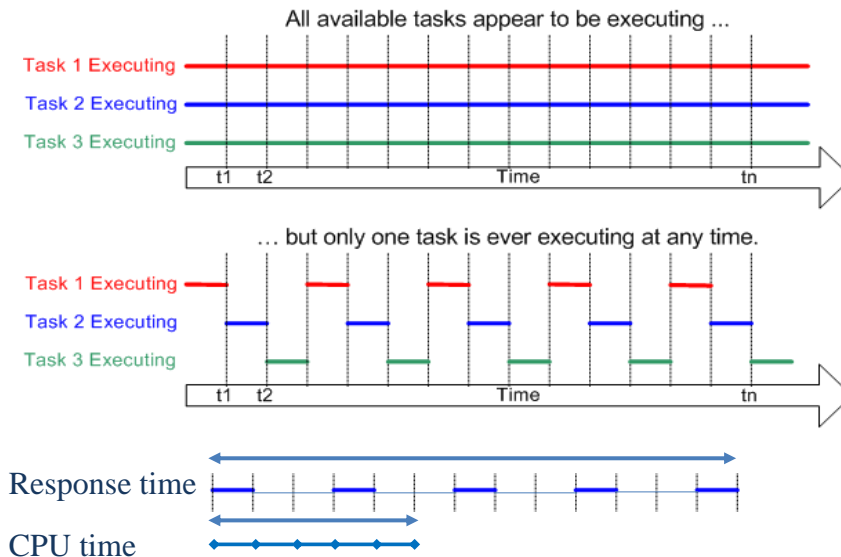 All available tasks appear to be executing ...
Task 1 Executing
Task 2 Executing
Task 3 Executing
t1 t2 Time tn
... but only one task is ever executing at any time.
Task 1 Executing
Task 2 Executing
Task 3 Executing
t1 t2 Time tn
Response time
CPU time